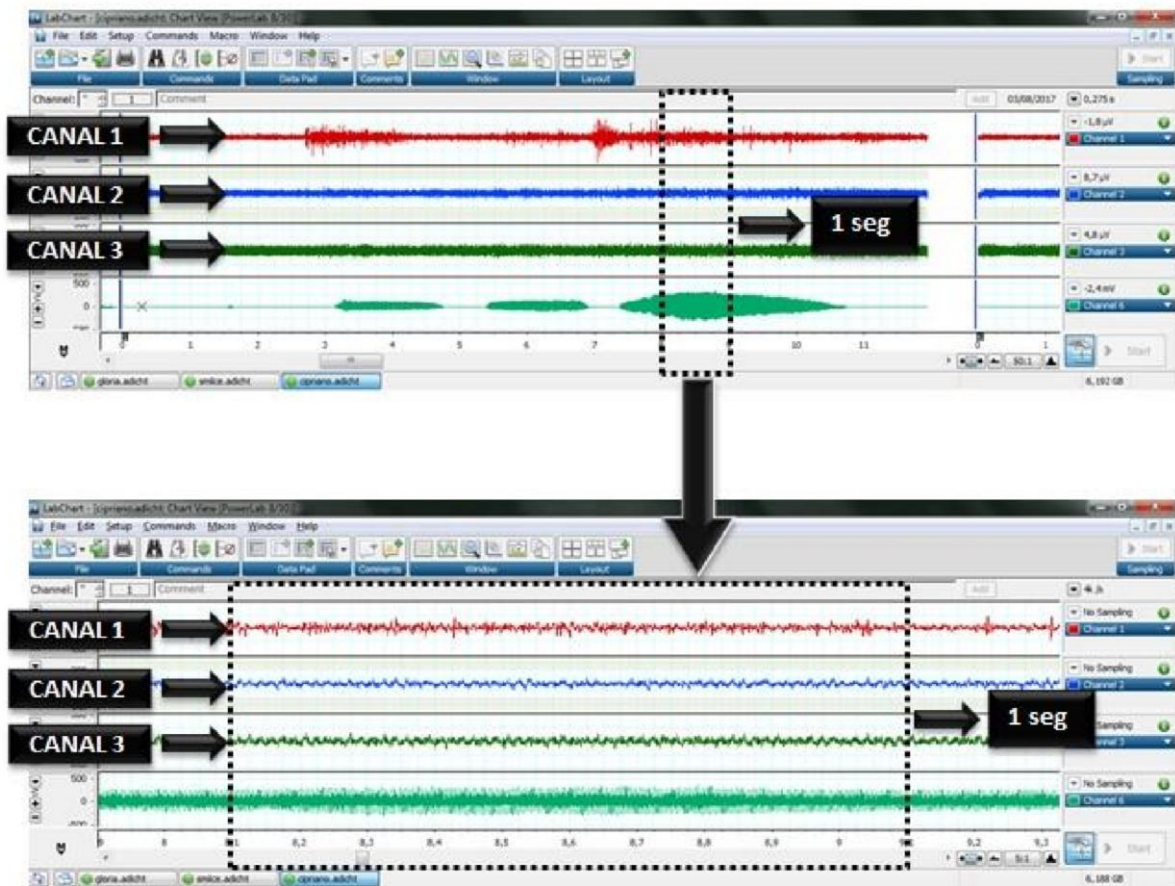 LabChart - [cipriano.adicht: Chart View (PowerLab 8/30)]
File Edit Setup Commands Macro Window Help
File Commands Data Pad Comments Window Layout Sampling
Start
Channel: * 1 Comment Add 03/08/2017 0,275 s
CANAL 1
-1,8 µV
Channel 1
CANAL 2
8,7 µV
Channel 2
1 seg
CANAL 3
4,8 µV
Channel 3
500
0
-2,4 mV
Channel 6
0 1 2 3 4 5 6 7 10 11 0 1
Start
50:1
gloria.adicht smilce.adicht cipriano.adicht
6,192 GB
LabChart - [cipriano.adicht: Chart View (PowerLab 8/30)]
File Edit Setup Commands Macro Window Help
File Commands Data Pad Comments Window Layout Sampling
Start
Channel: * 1 Comment Add 4k /s
CANAL 1
No Sampling
Channel 1
CANAL 2
No Sampling
Channel 2
1 seg
CANAL 3
Sampling
500
0
-500
No Sampling
Channel 6
8 8,2 8,3 8,4 8,5 8,6 8,7 8,8 8,9 9 9,2 9,3
Start
5:1
gloria.adicht smilce.adicht cipriano.adicht
6,188 GB